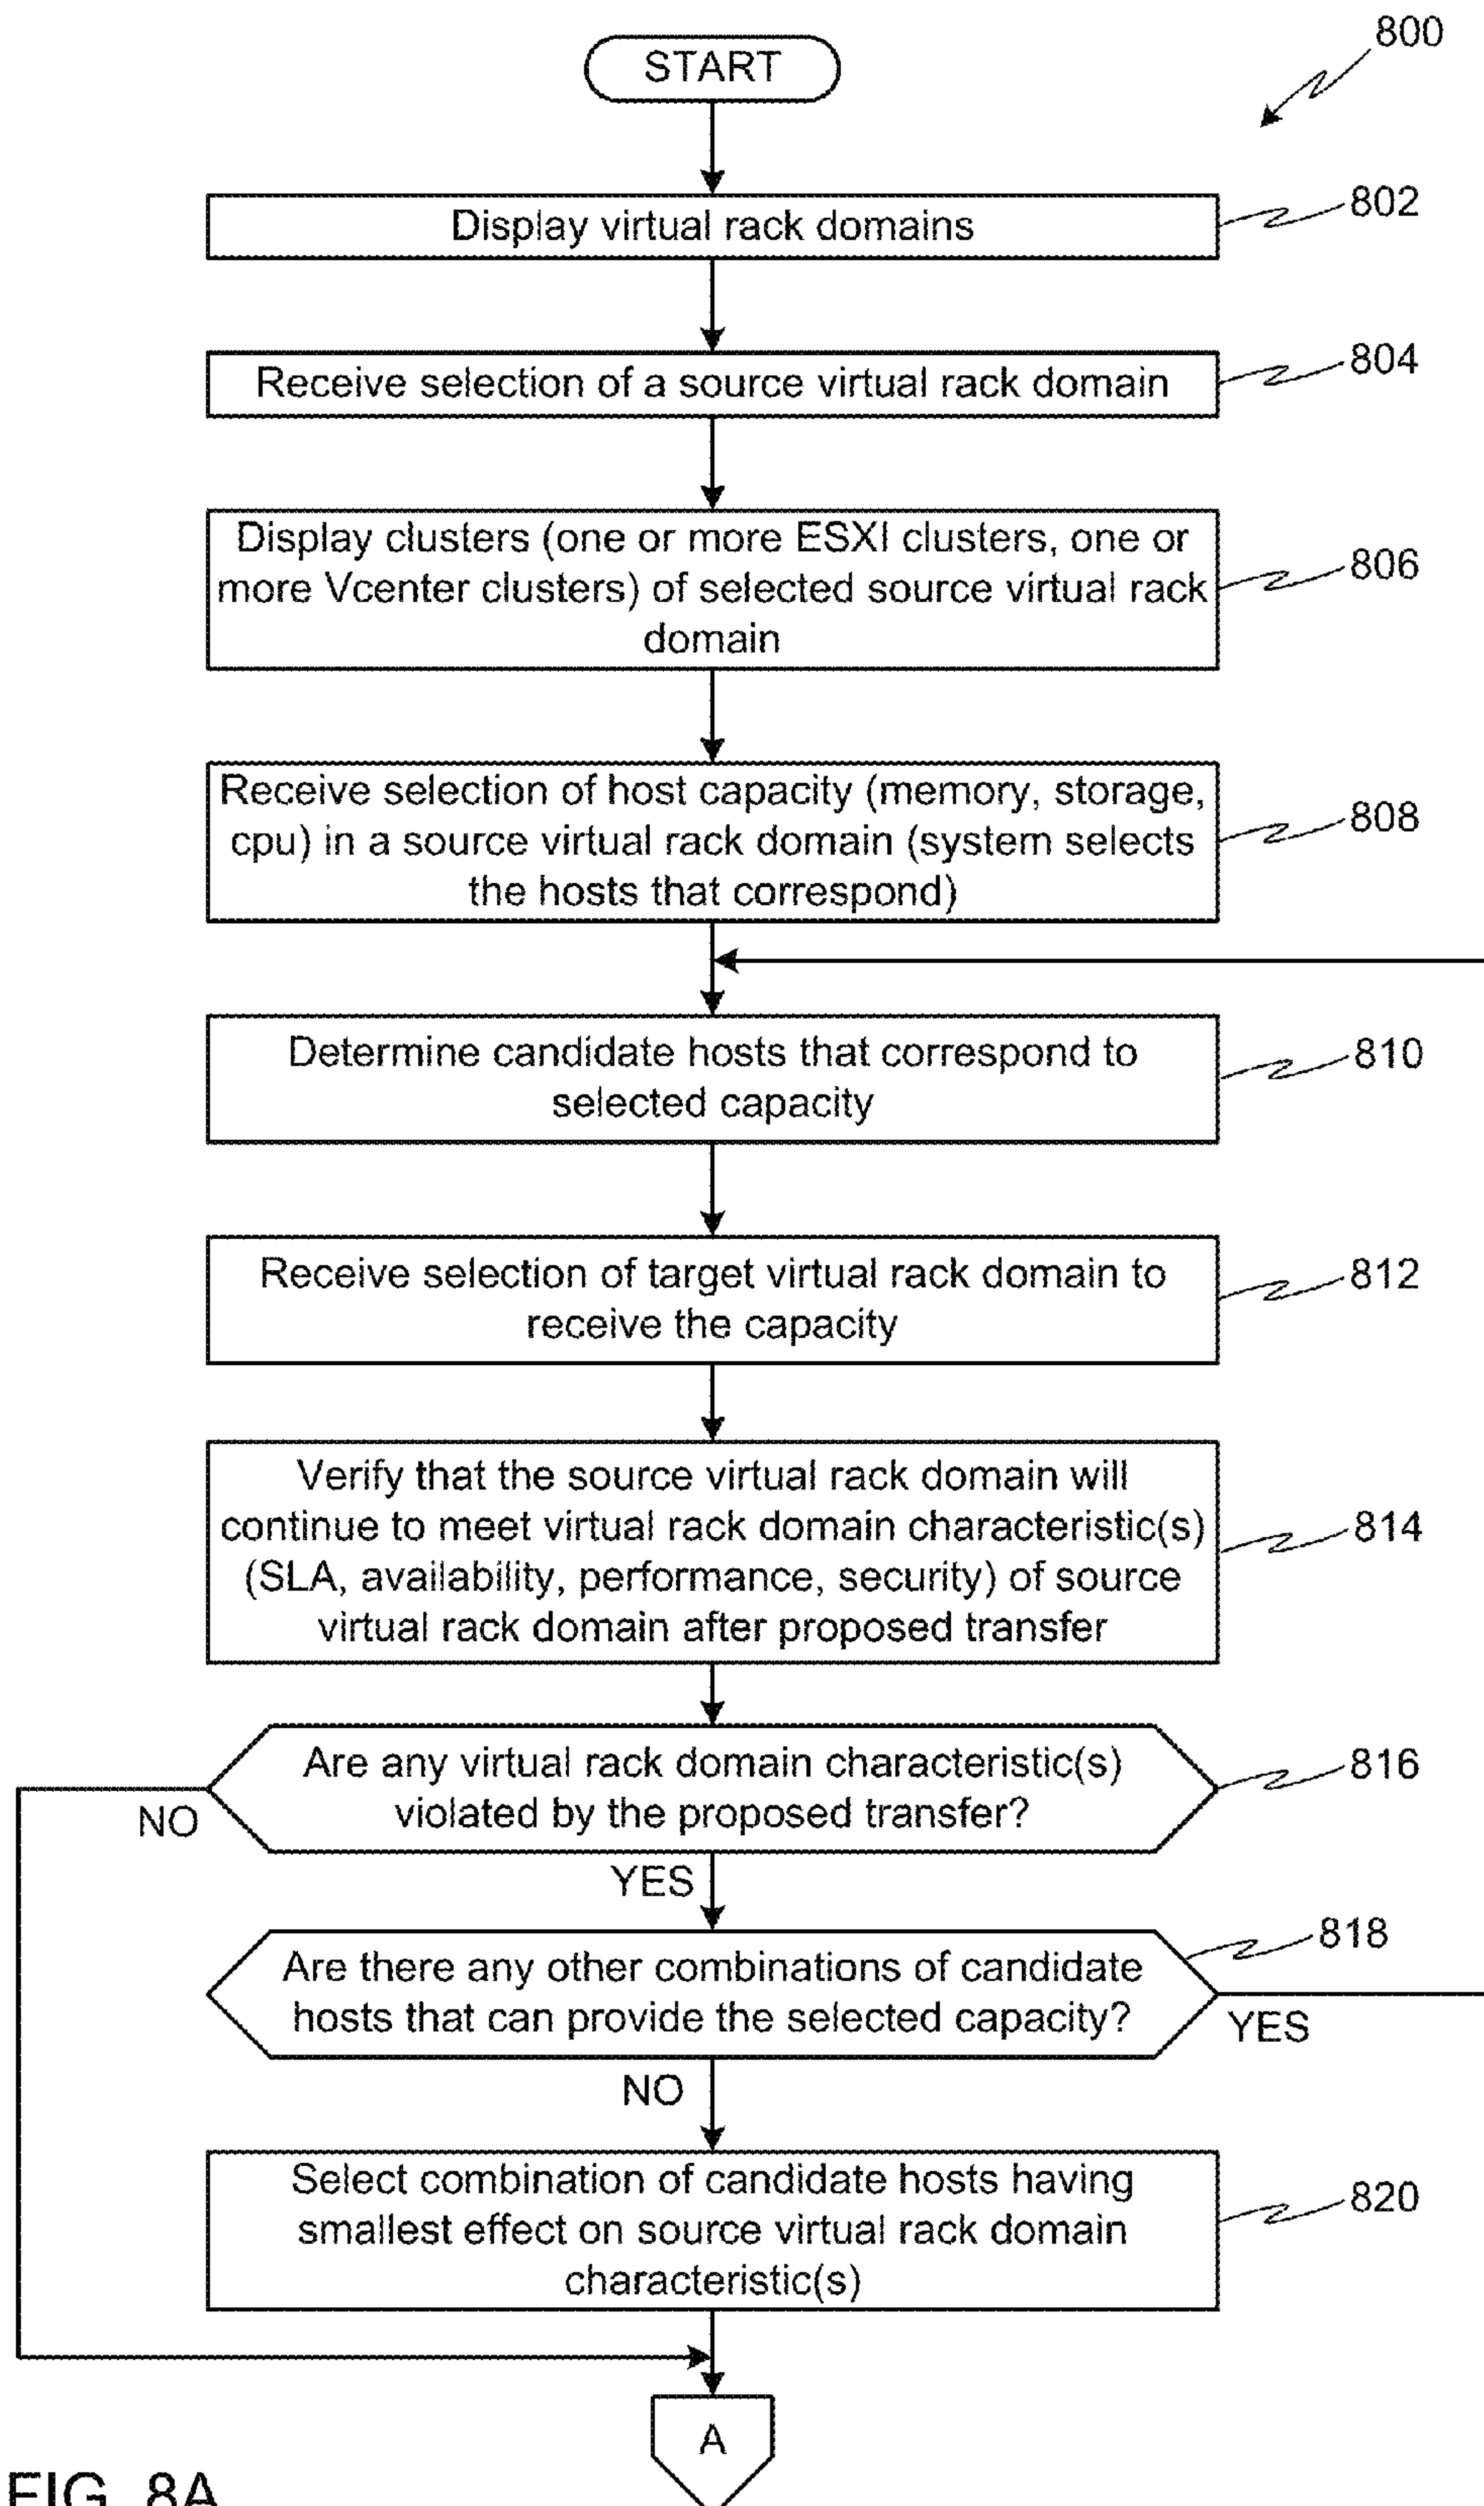 800
START
Display virtual rack domains
802
Receive selection of a source virtual rack domain
804
Display clusters (one or more ESXI clusters, one or
more Vcenter clusters) of selected source virtual rack
domain
806
Receive selection of host capacity (memory, storage,
cpu) in a source virtual rack domain (system selects
the hosts that correspond)
808
Determine candidate hosts that correspond to
selected capacity
810
Receive selection of target virtual rack domain to
receive the capacity
812
Verify that the source virtual rack domain will
continue to meet virtual rack domain characteristic(s)
(SLA, availability, performance, security) of source
virtual rack domain after proposed transfer
814
Are any virtual rack domain characteristic(s)
violated by the proposed transfer?
816
NO
YES
Are there any other combinations of candidate
hosts that can provide the selected capacity?
818
YES
NO
Select combination of candidate hosts having
smallest effect on source virtual rack domain
characteristic(s)
820
A
FIG. 8A